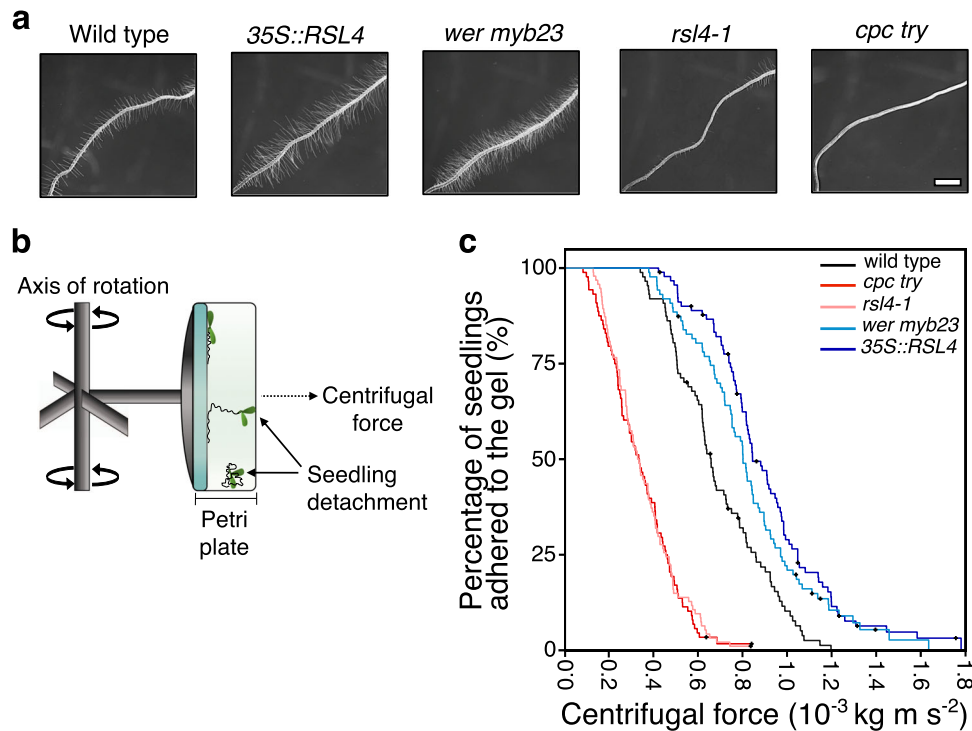 a
Wild type
35S::RSL4
wer myb23
rsl4-1
cpc try
b
Axis of rotation
Centrifugal
force
Seedling
detachment
Petri
plate
c
Percentage of seedlings
adhered to the gel (%)
100
75
50
25
0
wild type
cpc try
rsl4-1
wer myb23
35S::RSL4
0.0
0.2
0.4
0.6
0.8
1.0
1.2
1.4
1.6
1.8
Centrifugal force (10⁻³ kg m s⁻²)